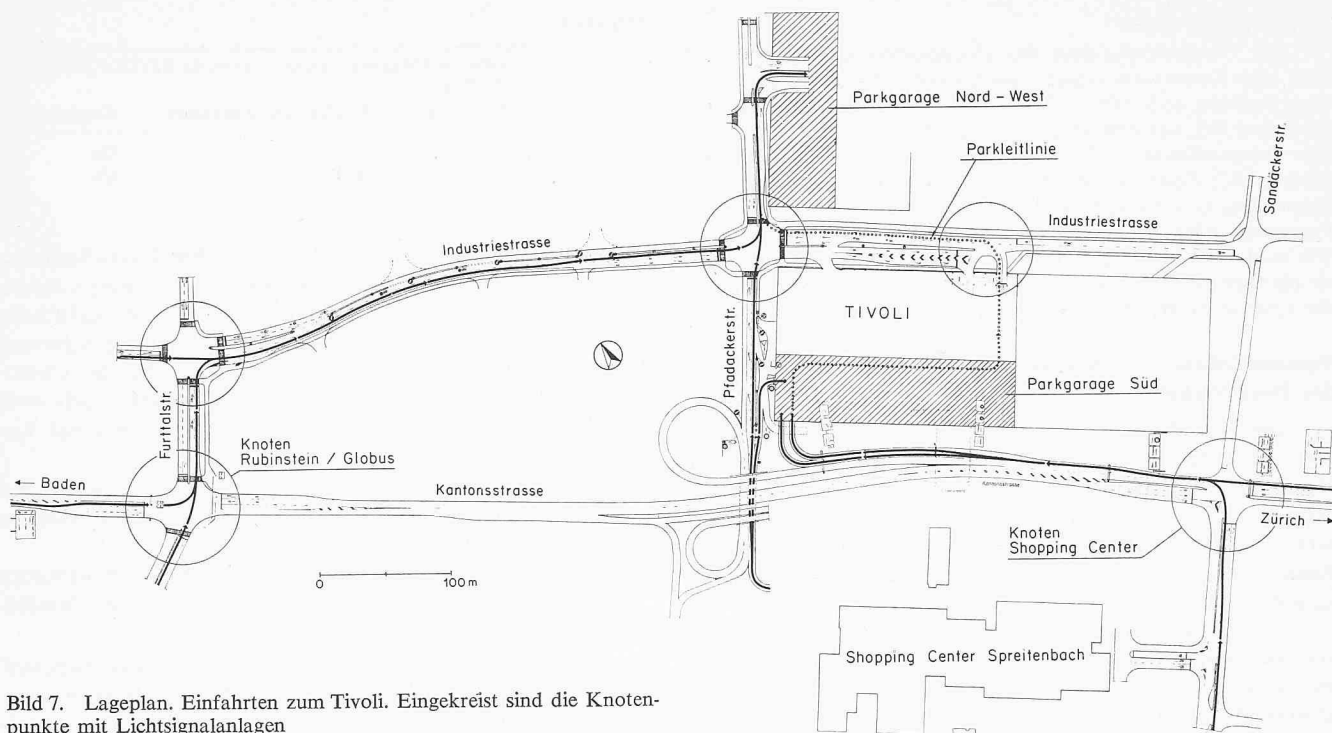 Parkgarage Nord – West
Parkleitlinie
Sandäckerstr.
Industriestrasse
Industriestrasse
TIVOLI
Pfadackerstr.
Parkgarage Süd
Furttalstr.
Knoten
Rubinstein / Globus
← Baden
Kantonsstrasse
Kantonsstrasse
Zürich →
Knoten
Shopping Center
0 100 m
Shopping Center Spreitenbach
Bild 7. Lageplan. Einfahrten zum Tivoli. Eingekreist sind die Knoten-
punkte mit Lichtsignalanlagen